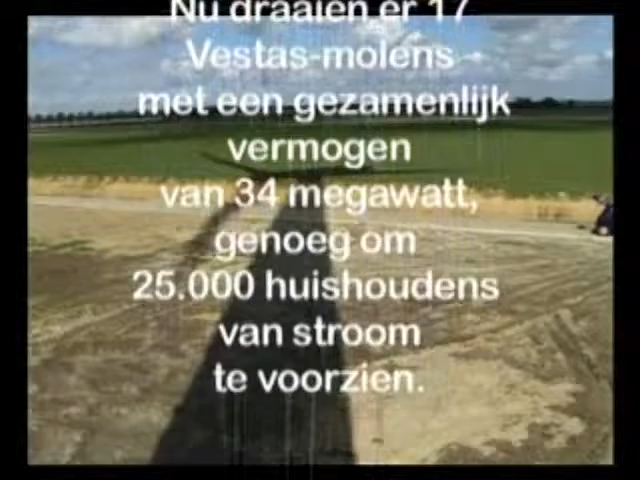 Nu draaien er 17
Vestas-molens
met een gezamenlijk
vermogen
van 34 megawatt,
genoeg om
25.000 huishoudens
van stroom
te voorzien.